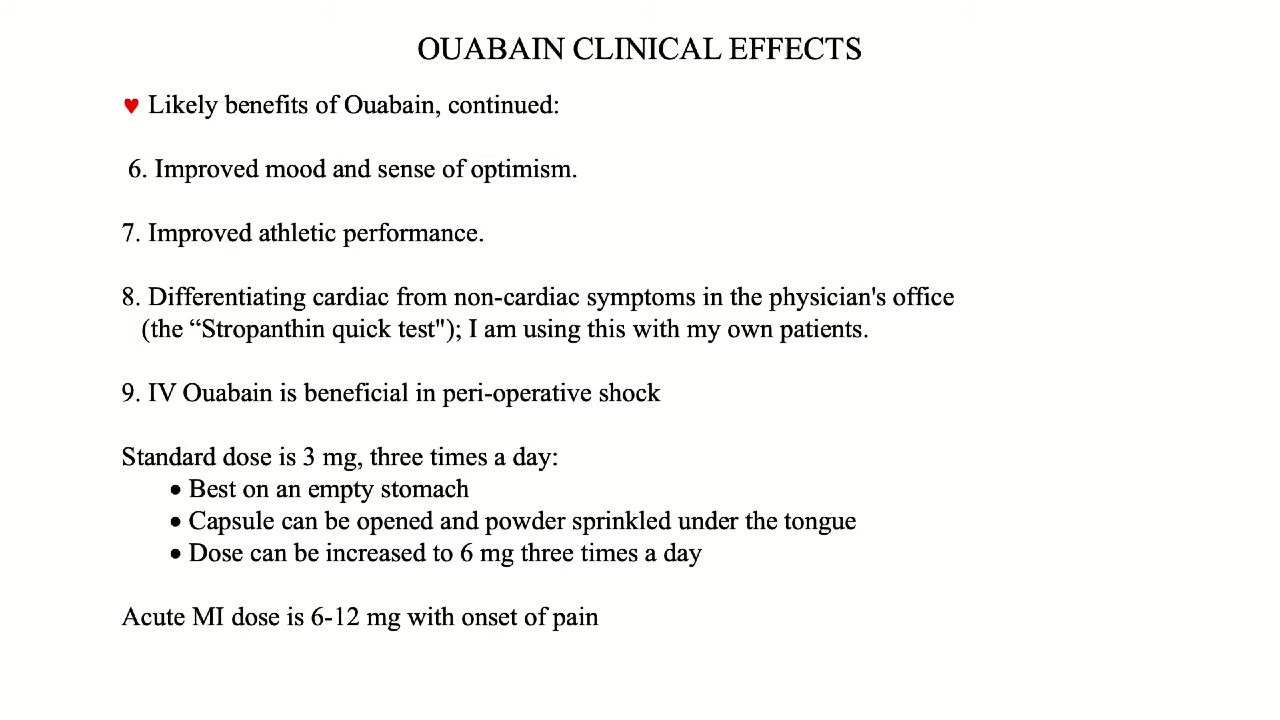 OUABAIN CLINICAL EFFECTS
♥ Likely benefits of Ouabain, continued:
6. Improved mood and sense of optimism.
7. Improved athletic performance.
8. Differentiating cardiac from non-cardiac symptoms in the physician's office
(the “Stropanthin quick test"); I am using this with my own patients.
9. IV Ouabain is beneficial in peri-operative shock
Standard dose is 3 mg, three times a day:
• Best on an empty stomach
• Capsule can be opened and powder sprinkled under the tongue
• Dose can be increased to 6 mg three times a day
Acute MI dose is 6-12 mg with onset of pain